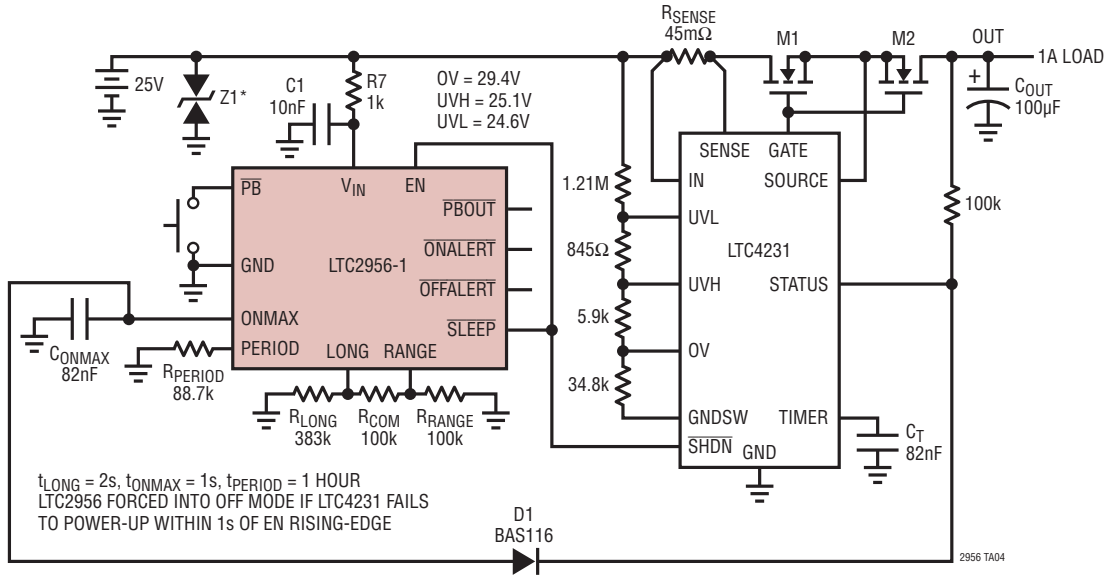 RSENSE
45mΩ
M1
M2
OUT
1A LOAD
25V
Z1*
C1
10nF
R7
1k
OV = 29.4V
UVH = 25.1V
UVL = 24.6V
+
COUT
100µF
PB
VIN
EN
PBOUT
GND
LTC2956-1
ONALERT
OFFALERT
ONMAX
SLEEP
PERIOD
LONG
RANGE
CONMAX
82nF
RPERIOD
88.7k
RLONG
383k
RCOM
100k
RRANGE
100k
1.21M
845Ω
5.9k
34.8k
SENSE
GATE
IN
SOURCE
UVL
LTC4231
UVH
STATUS
OV
GNDSW
TIMER
SHDN
GND
100k
CT
82nF
tLONG = 2s, tONMAX = 1s, tPERIOD = 1 HOUR
LTC2956 FORCED INTO OFF MODE IF LTC4231 FAILS
TO POWER-UP WITHIN 1s OF EN RISING-EDGE
D1
BAS116
2956 TA04